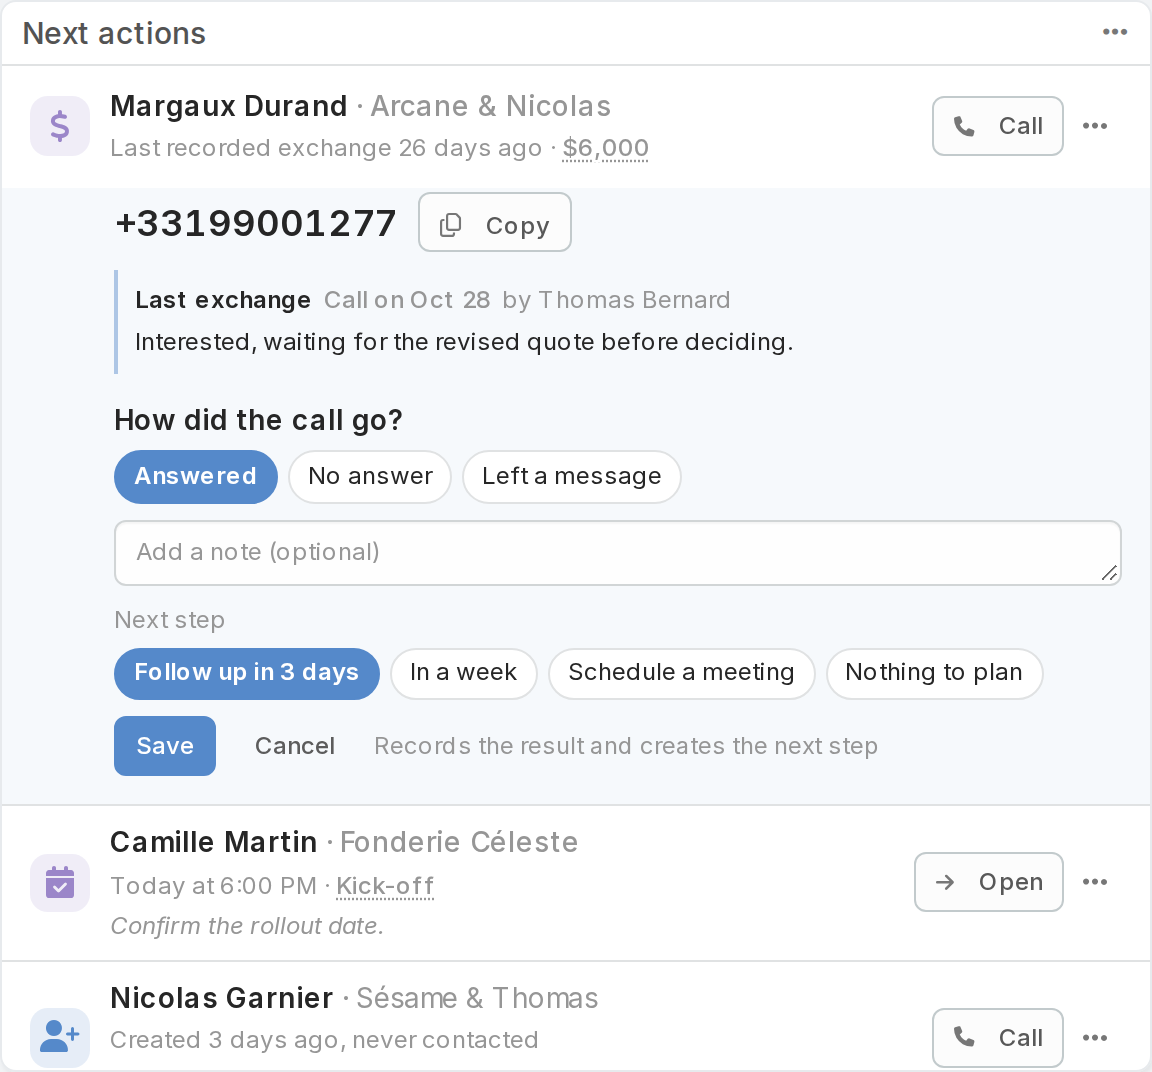 Next actions
Margaux Durand · Arcane & Nicolas
Last recorded exchange 26 days ago · $6,000
Call
+33199001277
Copy
Last exchange Call on Oct 28 by Thomas Bernard
Interested, waiting for the revised quote before deciding.
How did the call go?
Answered No answer Left a message
Add a note (optional)
Next step
Follow up in 3 days In a week Schedule a meeting Nothing to plan
Save Cancel Records the result and creates the next step
Camille Martin · Fonderie Céleste
Today at 6:00 PM · Kick-off
Confirm the rollout date.
Open
Nicolas Garnier · Sésame & Thomas
Created 3 days ago, never contacted
Call